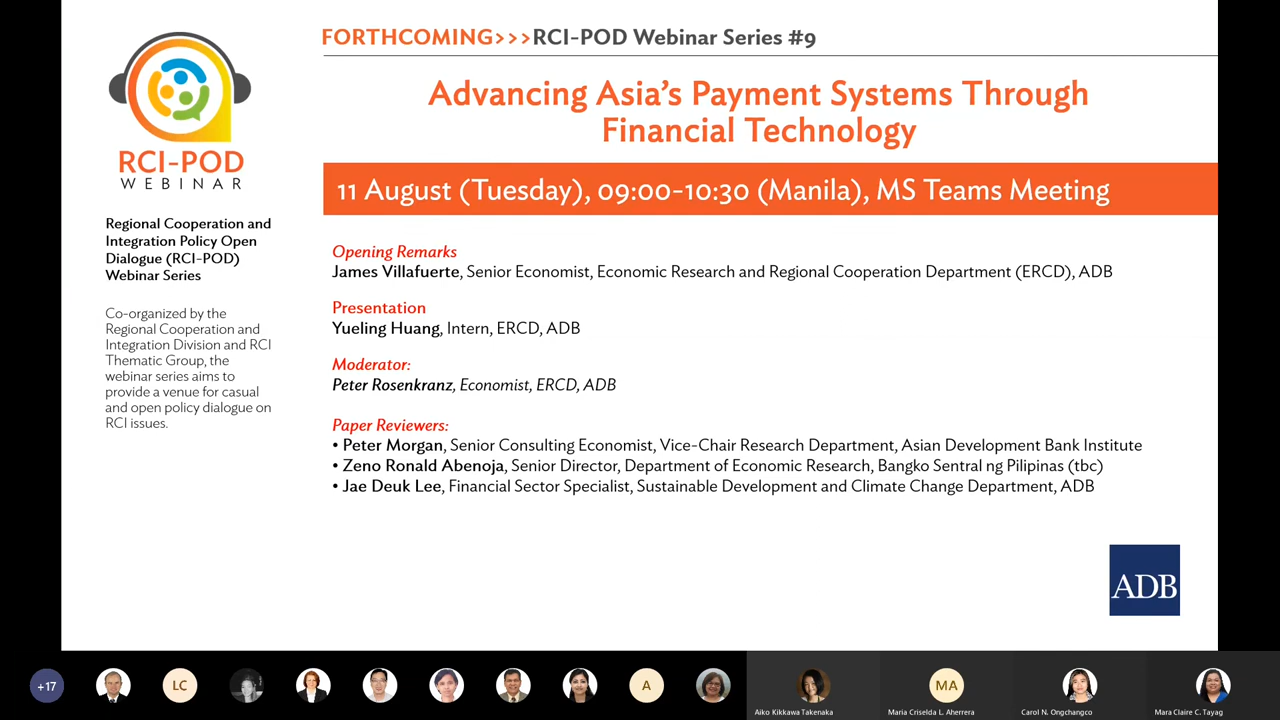 RCI-POD
WEBINAR
Regional Cooperation and
Integration Policy Open
Dialogue (RCI-POD)
Webinar Series
Co-organized by the
Regional Cooperation and
Integration Division and RCI
Thematic Group, the
webinar series aims to
provide a venue for casual
and open policy dialogue on
RCI issues.
FORTHCOMING>>>RCI-POD Webinar Series #9
Advancing Asia's Payment Systems Through
Financial Technology
11 August (Tuesday), 09:00-10:30 (Manila), MS Teams Meeting
Opening Remarks
James Villafuerte, Senior Economist, Economic Research and Regional Cooperation Department (ERCD), ADB
Presentation
Yueling Huang, Intern, ERCD, ADB
Moderator:
Peter Rosenkranz, Economist, ERCD, ADB
Paper Reviewers:
• Peter Morgan, Senior Consulting Economist, Vice-Chair Research Department, Asian Development Bank Institute
• Zeno Ronald Abenoja, Senior Director, Department of Economic Research, Bangko Sentral ng Pilipinas (tbc)
• Jae Deuk Lee, Financial Sector Specialist, Sustainable Development and Climate Change Department, ADB
ADB
+17
LC
A
MA
Aiko Kikkawa Takenaka
Maria Criselda L. Aherrera
Carol N. Ongchangco
Mara Claire C. Tayag